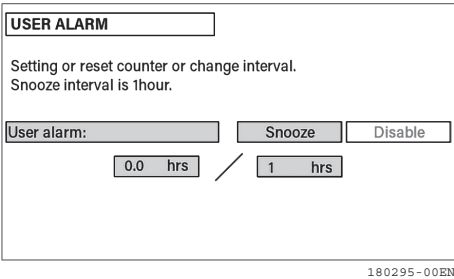 USER ALARM
Setting or reset counter or change interval.
Snooze interval is 1hour.
User alarm: Snooze Disable
0.0 hrs / 1 hrs
180295-00EN